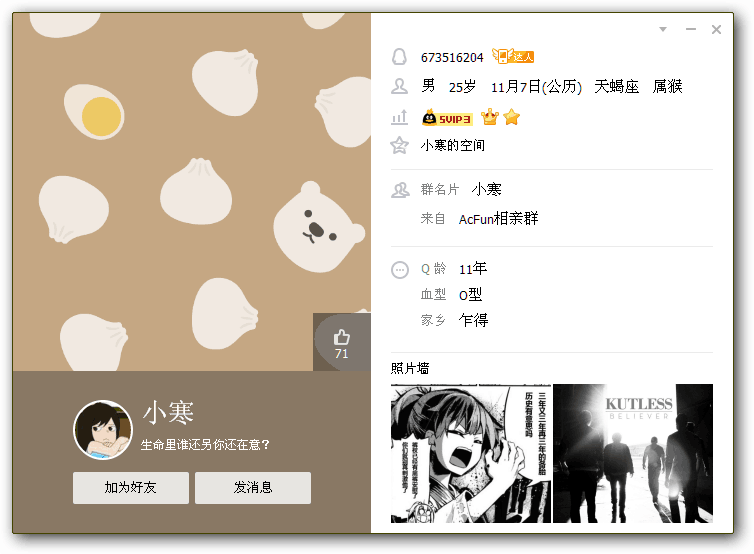 673516204 达人
男 25岁 11月7日(公历) 天蝎座 属猴
SVIP3
小寒的空间
群名片 小寒
来自 AcFun相亲群
Q 龄 11年
血型 O型
家乡 乍得
照片墙
三年又三年再三年的落胎
历史有意思吗
KUTLESS
BELIEVER
71
小寒
生命里谁还另你还在意?
加为好友
发消息